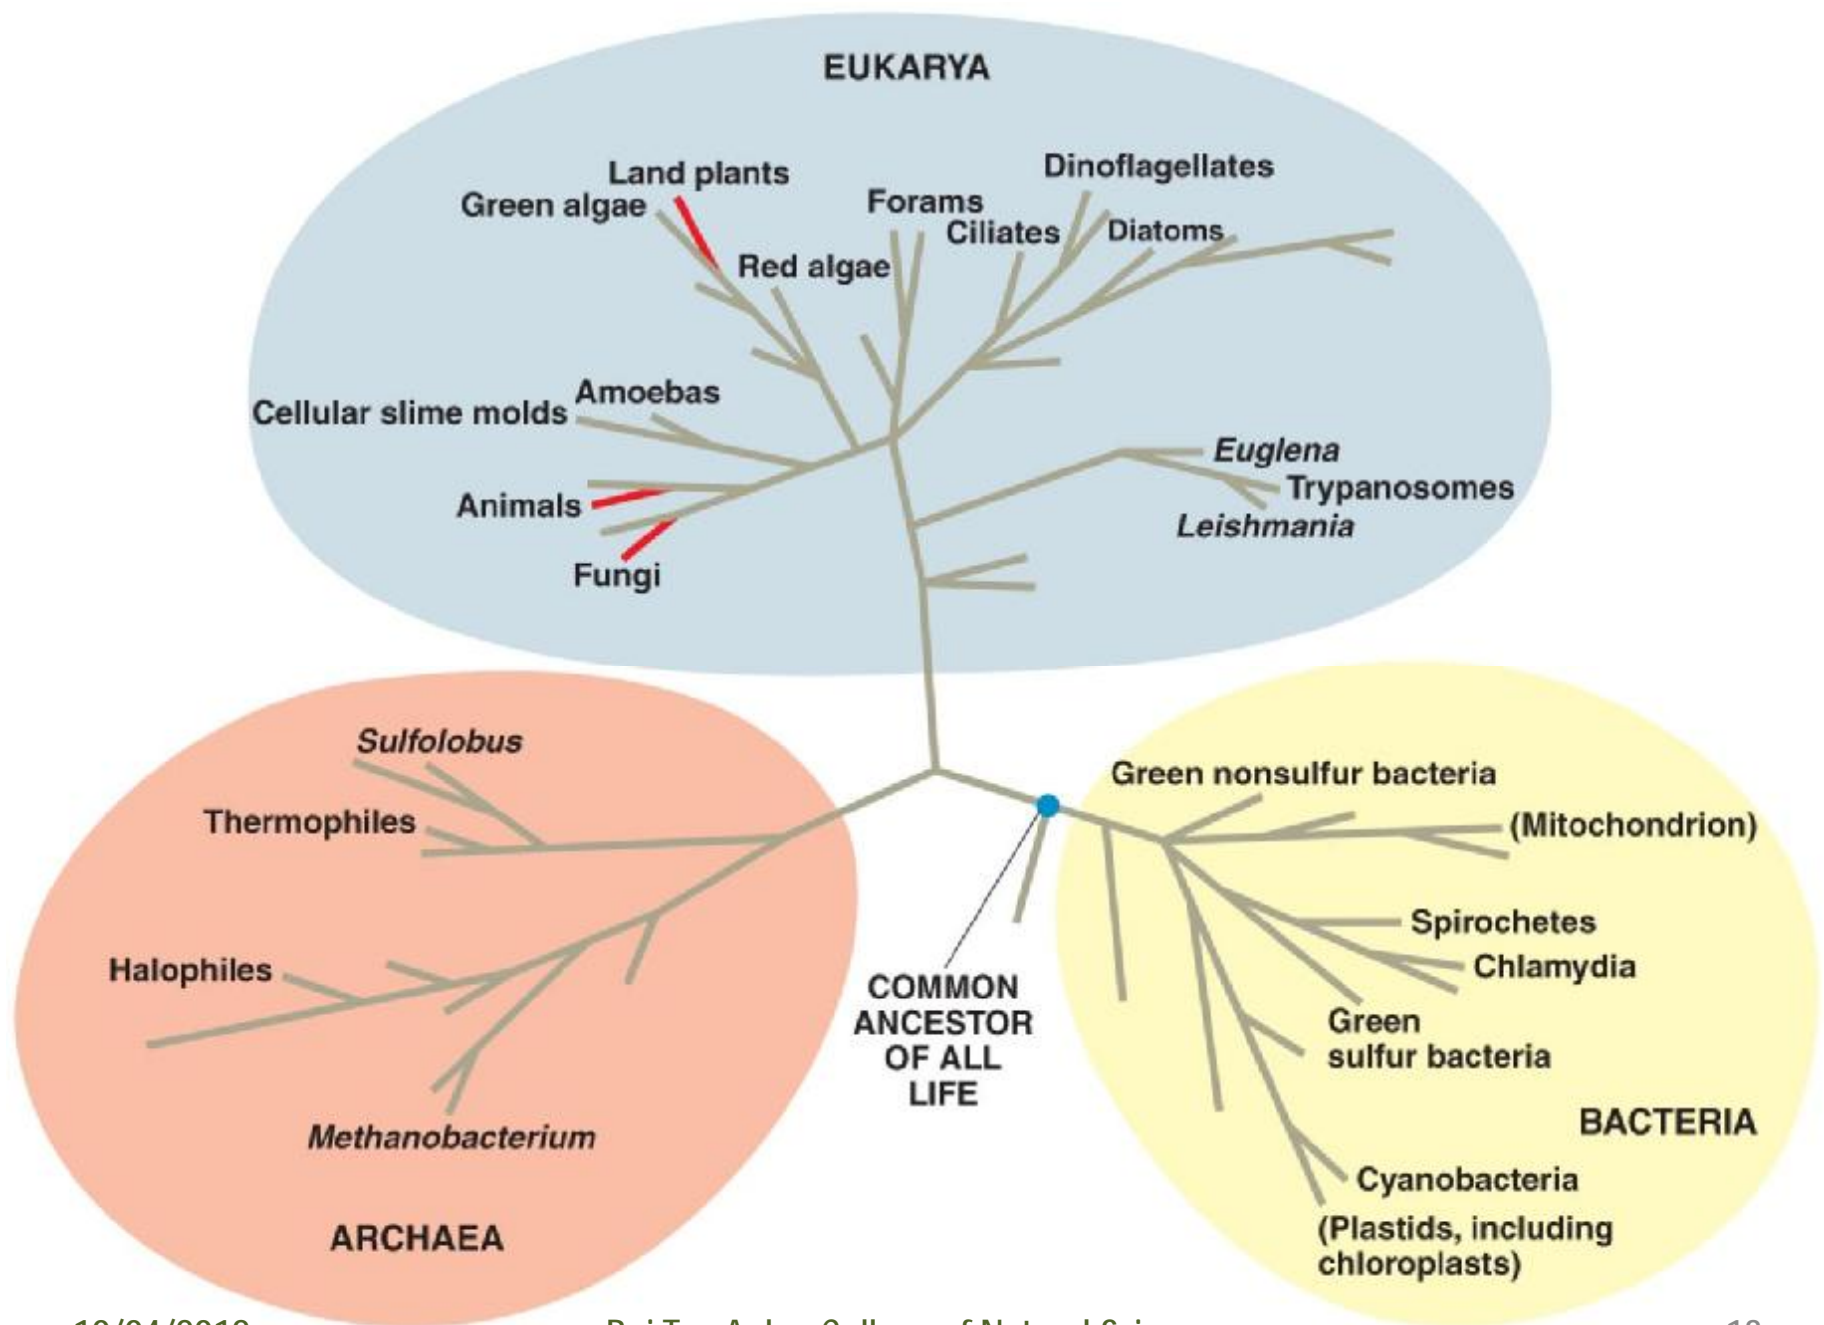 EUKARYA
Land plants
Green algae
Dinoflagellates
Forams
Ciliates
Diatoms
Red algae
Amoebas
Cellular slime molds
Animals
Fungi
Euglena
Trypanosomes
Leishmania
Sulfolobus
Thermophiles
Halophiles
Methanobacterium
ARCHAEA
COMMON
ANCESTOR
OF ALL
LIFE
Green nonsulfur bacteria
(Mitochondrion)
Spirochetes
Chlamydia
Green
sulfur bacteria
BACTERIA
Cyanobacteria
(Plastids, including
chloroplasts)